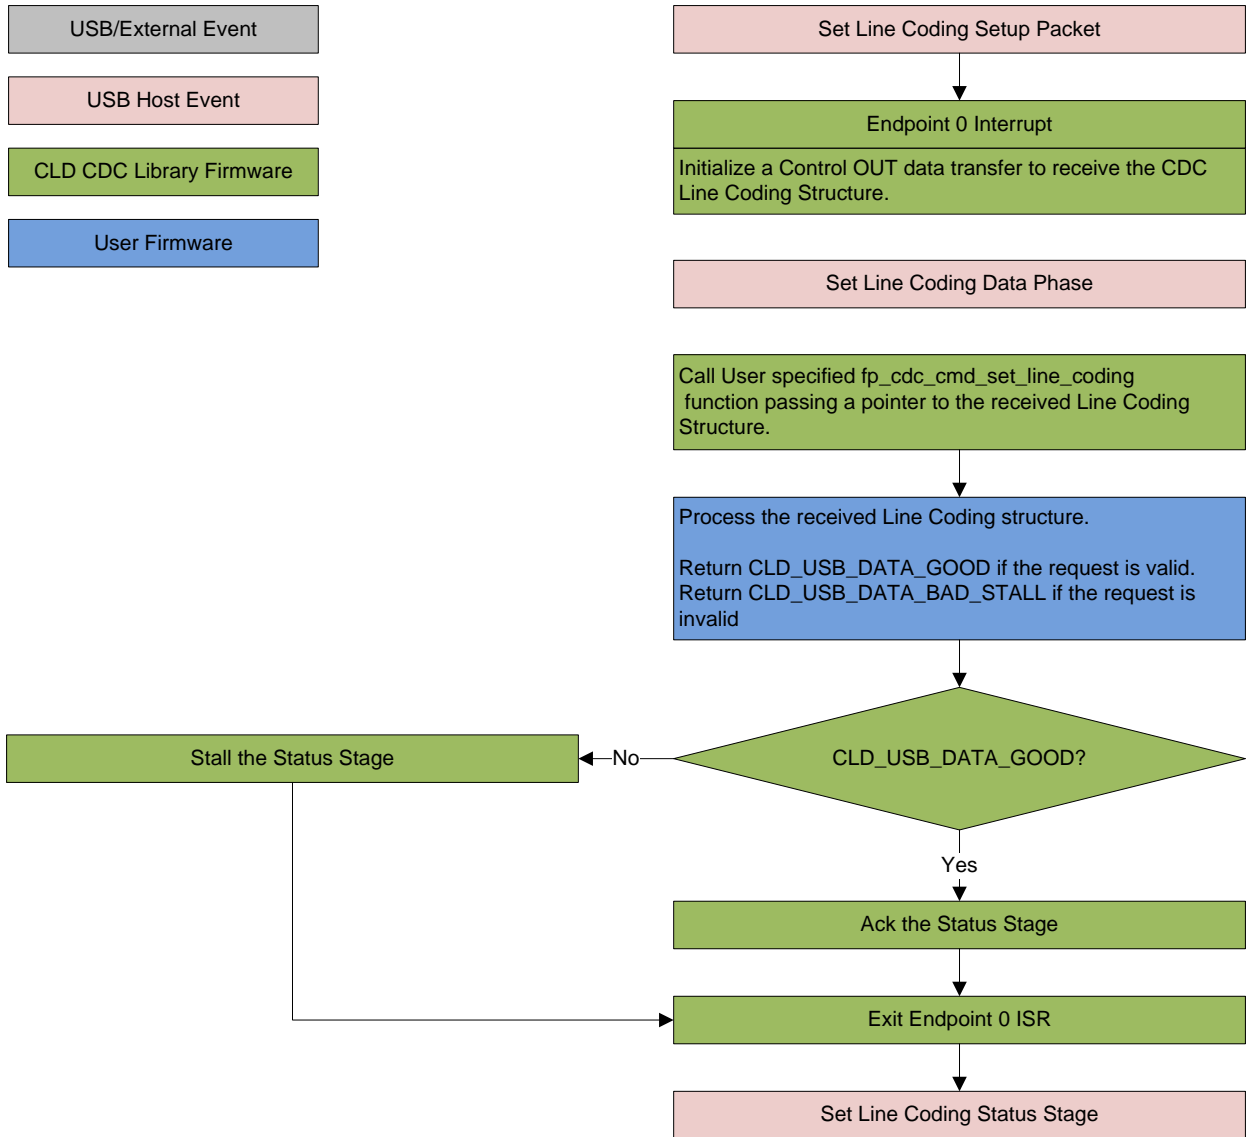 USB/External Event
USB Host Event
CLD CDC Library Firmware
User Firmware
Set Line Coding Setup Packet
Endpoint 0 Interrupt
Initialize a Control OUT data transfer to receive the CDC
Line Coding Structure.
Set Line Coding Data Phase
Call User specified fp_cdc_cmd_set_line_coding
function passing a pointer to the received Line Coding
Structure.
Process the received Line Coding structure.
Return CLD_USB_DATA_GOOD if the request is valid.
Return CLD_USB_DATA_BAD_STALL if the request is
invalid
CLD_USB_DATA_GOOD?
No
Stall the Status Stage
Yes
Ack the Status Stage
Exit Endpoint 0 ISR
Set Line Coding Status Stage